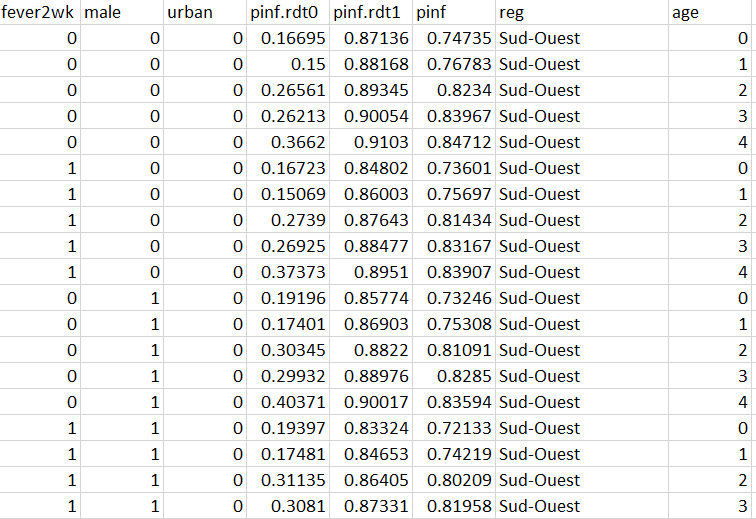 fever2wk male urban pinf.rdt0 pinf.rdt1 pinf reg age
0 0 0 0.16695 0.87136 0.74735 Sud-Ouest 0
0 0 0 0.15 0.88168 0.76783 Sud-Ouest 1
0 0 0 0.26561 0.89345 0.8234 Sud-Ouest 2
0 0 0 0.26213 0.90054 0.83967 Sud-Ouest 3
0 0 0 0.3662 0.9103 0.84712 Sud-Ouest 4
1 0 0 0.16723 0.84802 0.73601 Sud-Ouest 0
1 0 0 0.15069 0.86003 0.75697 Sud-Ouest 1
1 0 0 0.2739 0.87643 0.81434 Sud-Ouest 2
1 0 0 0.26925 0.88477 0.83167 Sud-Ouest 3
1 0 0 0.37373 0.8951 0.83907 Sud-Ouest 4
0 1 0 0.19196 0.85774 0.73246 Sud-Ouest 0
0 1 0 0.17401 0.86903 0.75308 Sud-Ouest 1
0 1 0 0.30345 0.8822 0.81091 Sud-Ouest 2
0 1 0 0.29932 0.88976 0.8285 Sud-Ouest 3
0 1 0 0.40371 0.90017 0.83594 Sud-Ouest 4
1 1 0 0.19397 0.83324 0.72133 Sud-Ouest 0
1 1 0 0.17481 0.84653 0.74219 Sud-Ouest 1
1 1 0 0.31135 0.86405 0.80209 Sud-Ouest 2
1 1 0 0.3081 0.87331 0.81958 Sud-Ouest 3